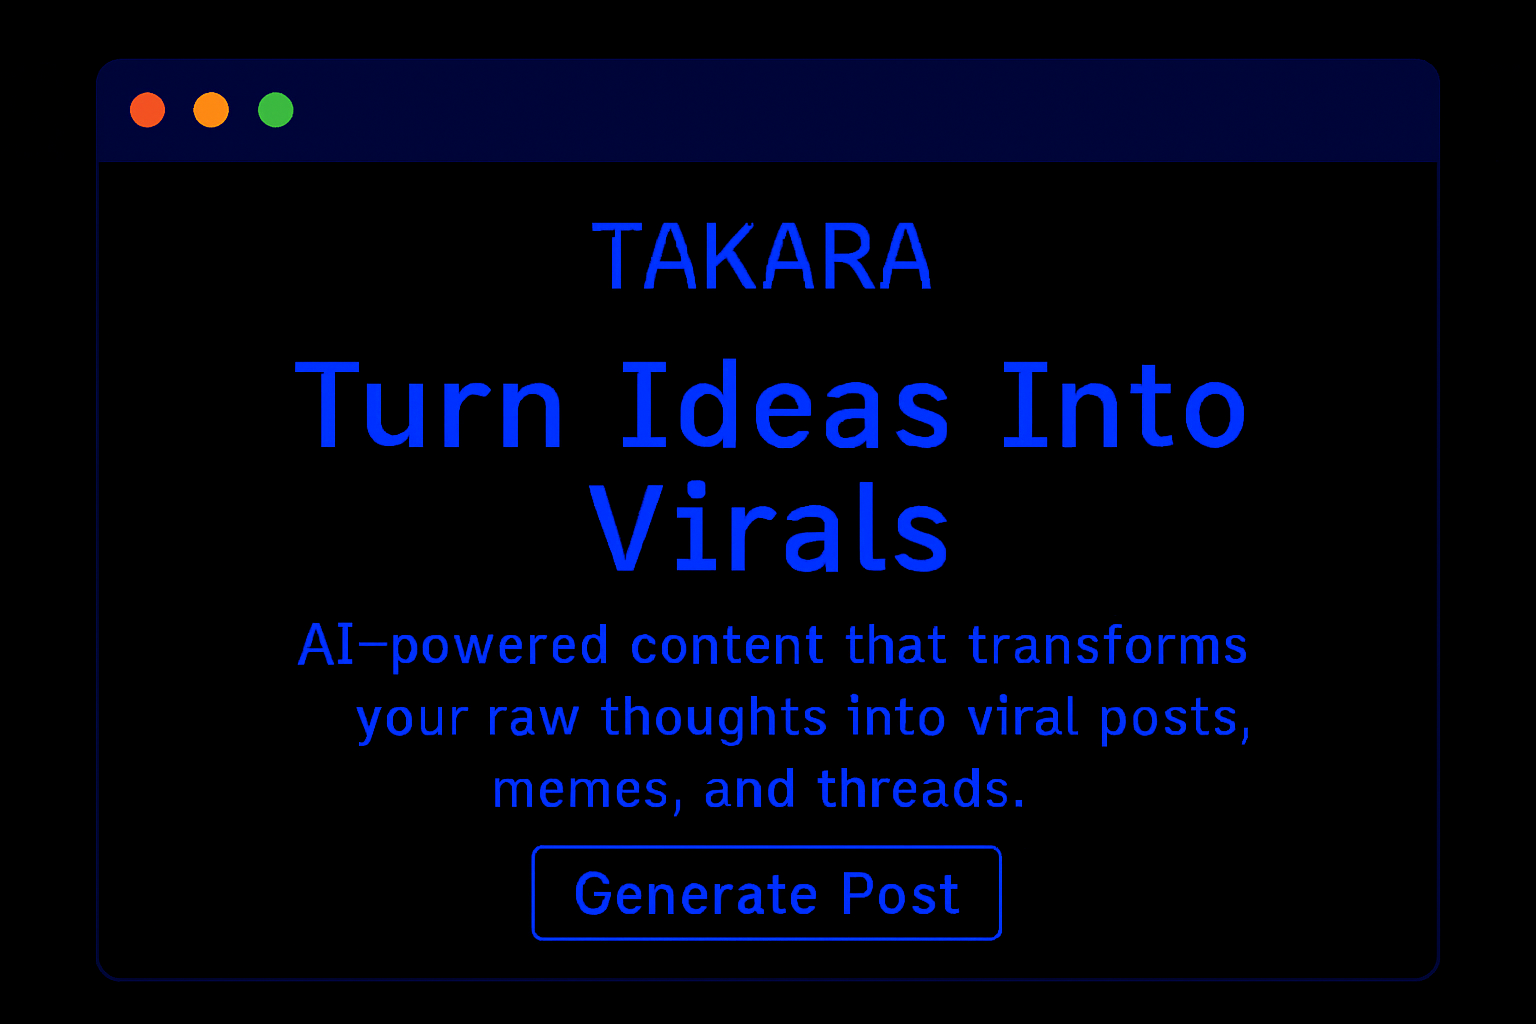 TAKARA
Turn Ideas Into
Virals
AI–powered content that transforms
your raw thoughts into viral posts,
memes, and threads.
Generate Post